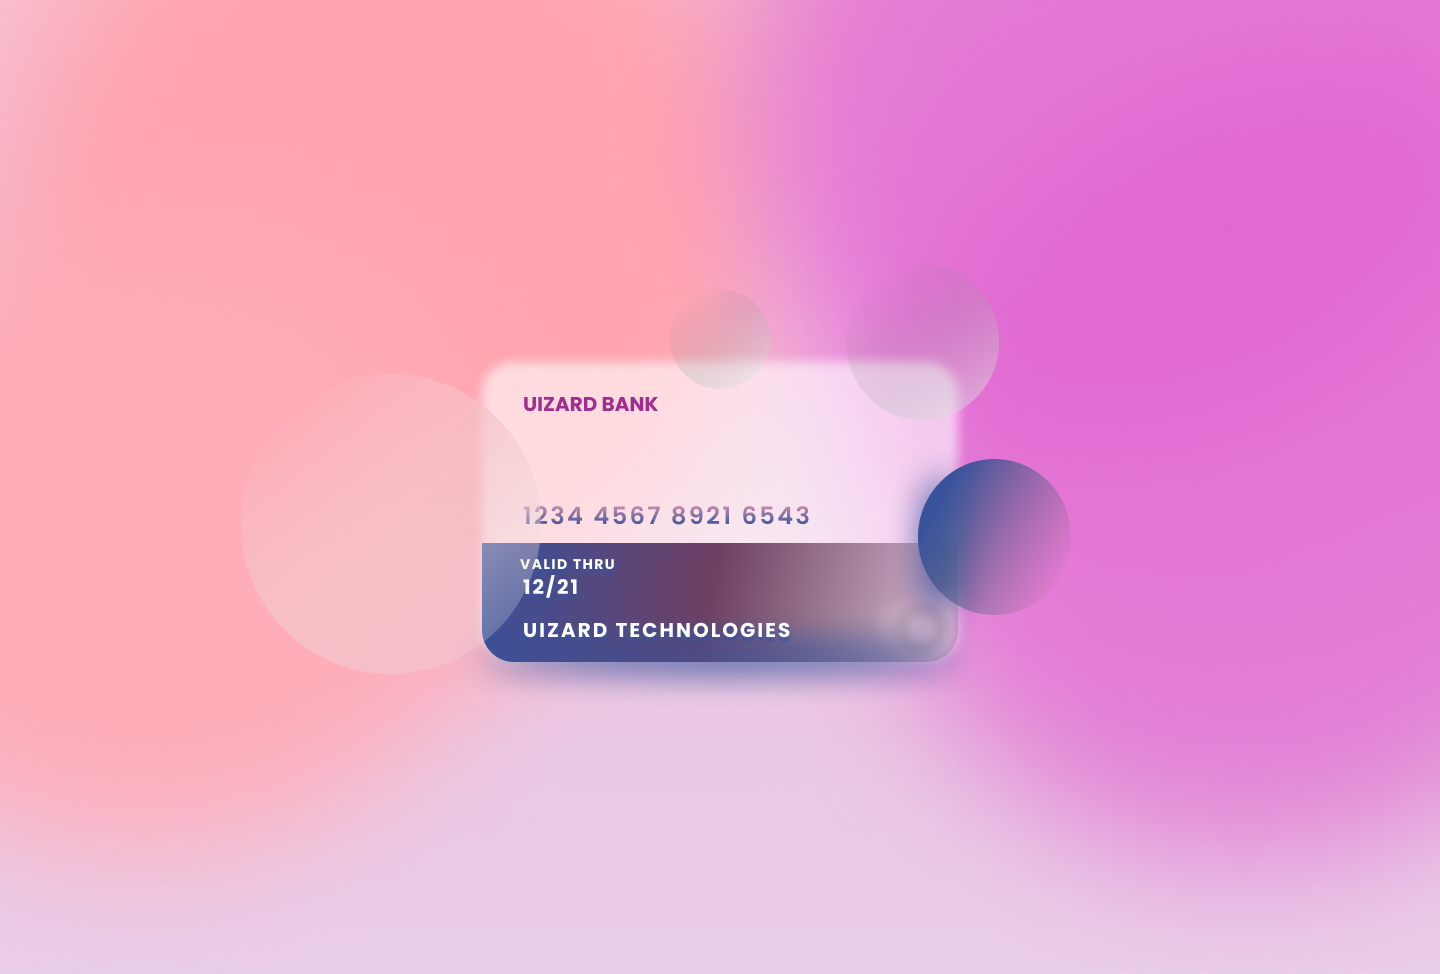 UIZARD BANK
1234 4567 8921 6543
VALID THRU
12/21
UIZARD TECHNOLOGIES